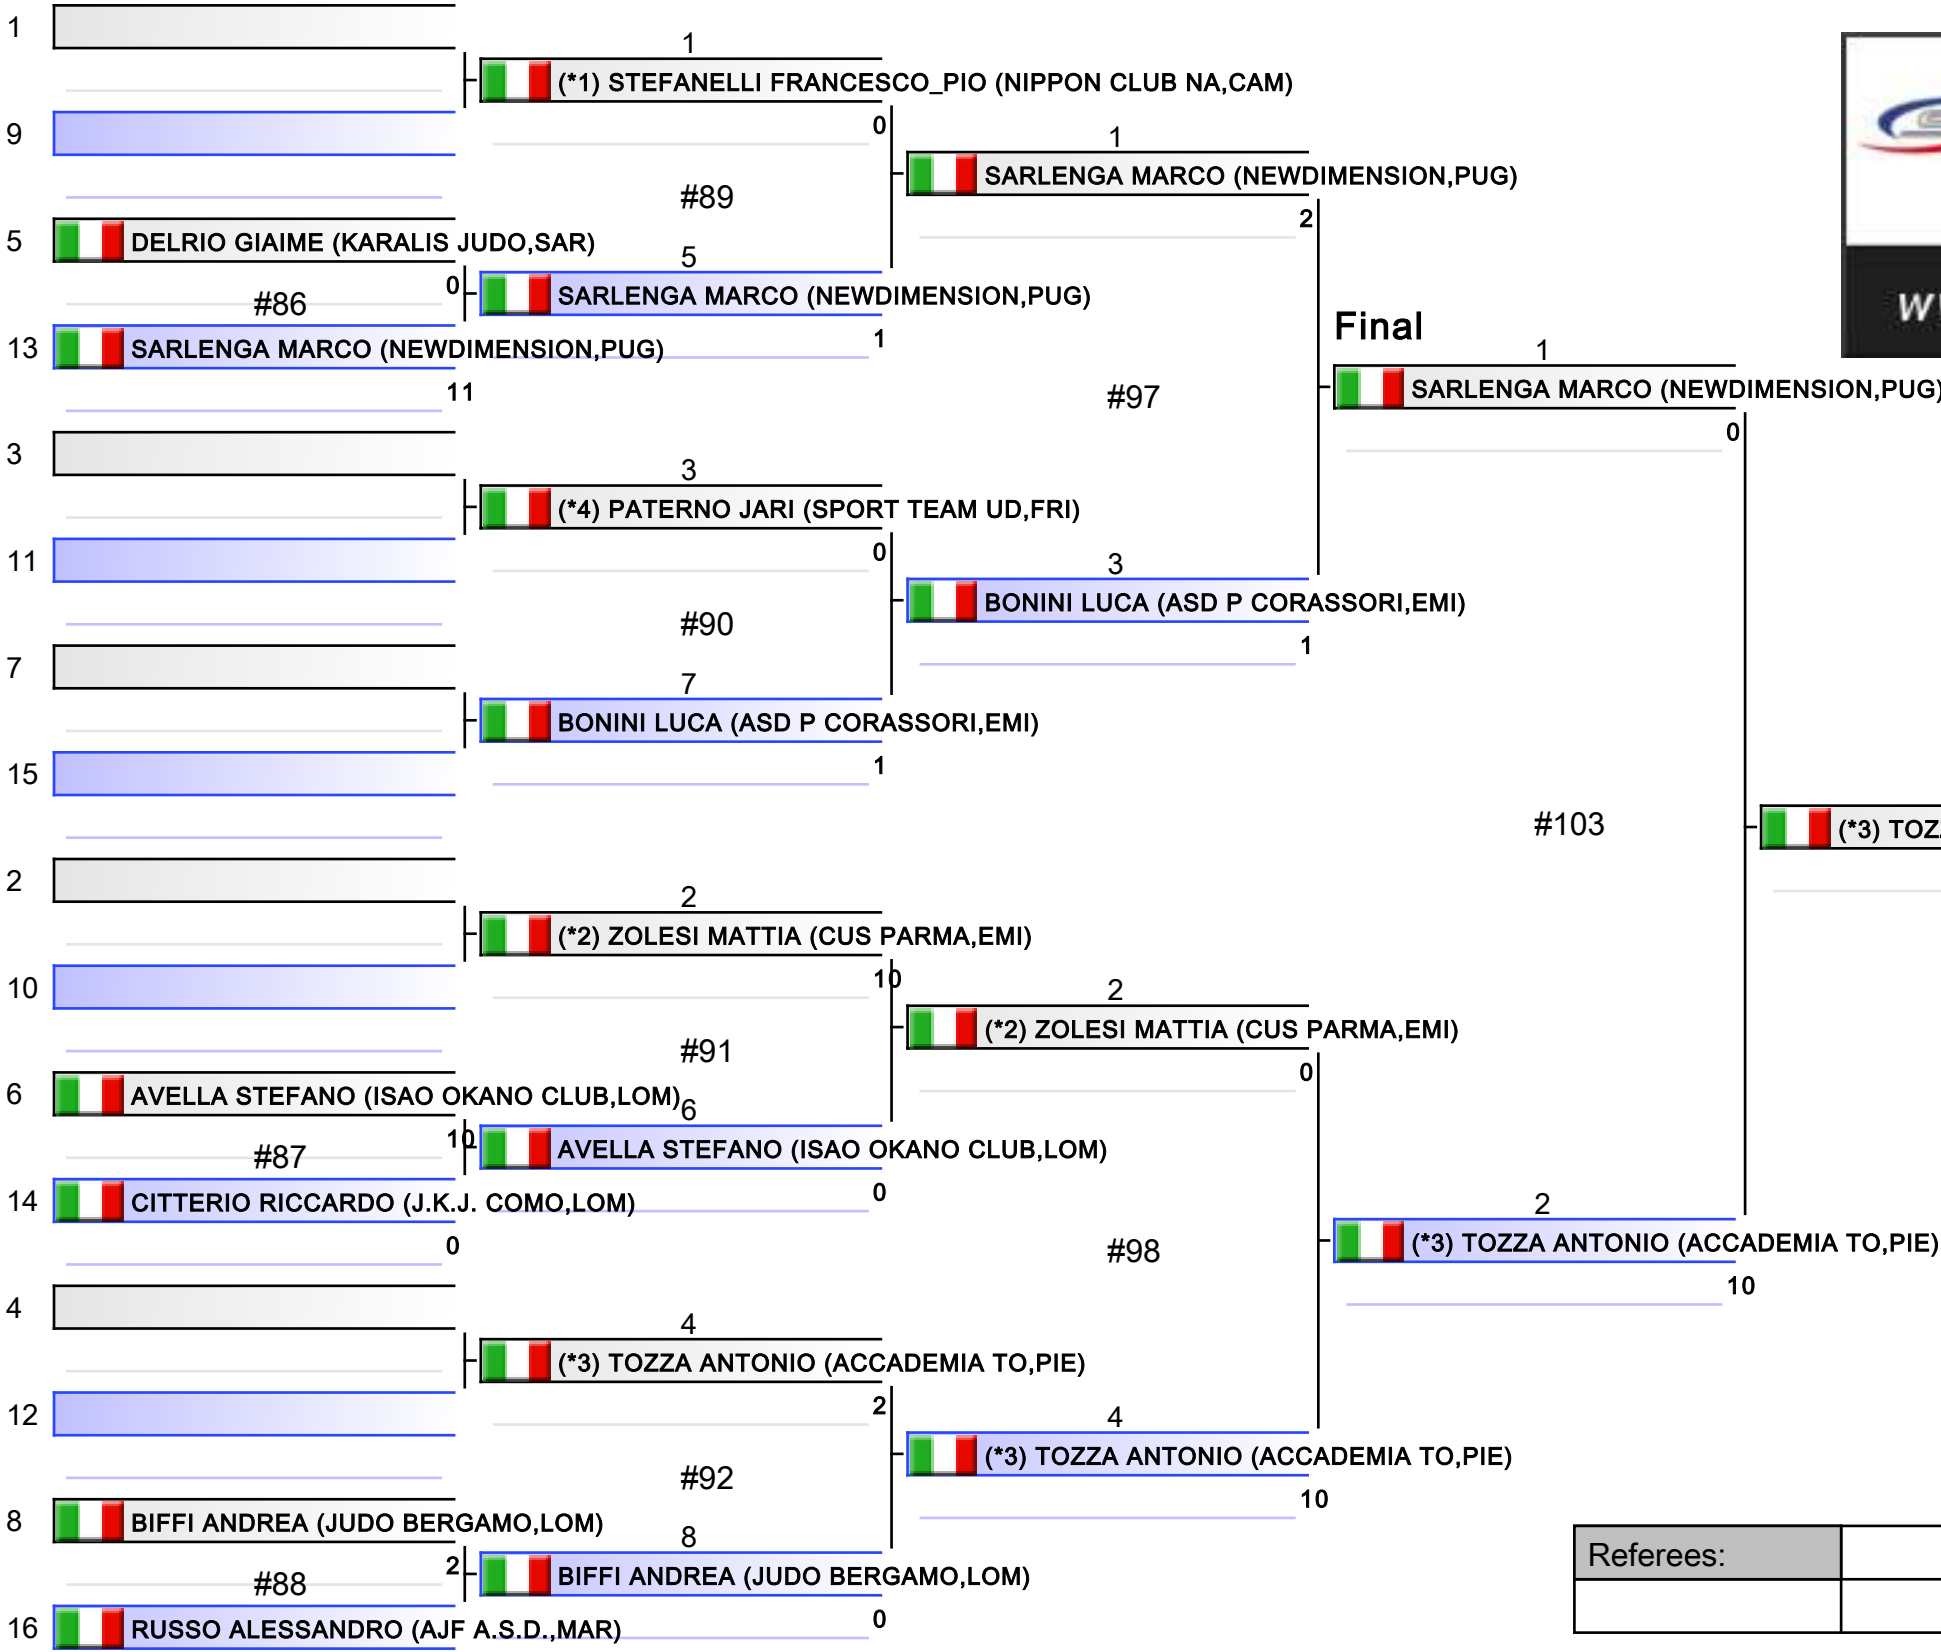 1
1
(*1) STEFANELLI FRANCESCO_PIO (NIPPON CLUB NA,CAM)
9
0
1
SARLENGA MARCO (NEWDIMENSION,PUG)
#89
2
5
DELRIO GIAIME (KARALIS JUDO,SAR)
5
0
SARLENGA MARCO (NEWDIMENSION,PUG)
#86
Final
13
SARLENGA MARCO (NEWDIMENSION,PUG)
1
1
11
#97
SARLENGA MARCO (NEWDIMENSION,PUG)
0
3
3
(*4) PATERNO JARI (SPORT TEAM UD,FRI)
11
0
3
BONINI LUCA (ASD P CORASSORI,EMI)
#90
1
7
7
BONINI LUCA (ASD P CORASSORI,EMI)
15
1
#103
(*3)
2
2
(*2) ZOLESI MATTIA (CUS PARMA,EMI)
10
10
2
(*2) ZOLESI MATTIA (CUS PARMA,EMI)
#91
0
6
AVELLA STEFANO (ISAO OKANO CLUB,LOM)
6
10
AVELLA STEFANO (ISAO OKANO CLUB,LOM)
#87
14
CITTERIO RICCARDO (J.K.J. COMO,LOM)
0
0
#98
2
(*3) TOZZA ANTONIO (ACCADEMIA TO,PIE)
10
4
4
(*3) TOZZA ANTONIO (ACCADEMIA TO,PIE)
12
2
4
(*3) TOZZA ANTONIO (ACCADEMIA TO,PIE)
#92
10
8
BIFFI ANDREA (JUDO BERGAMO,LOM)
8
2
BIFFI ANDREA (JUDO BERGAMO,LOM)
#88
16
RUSSO ALESSANDRO (AJF A.S.D.,MAR)
0
Referees: